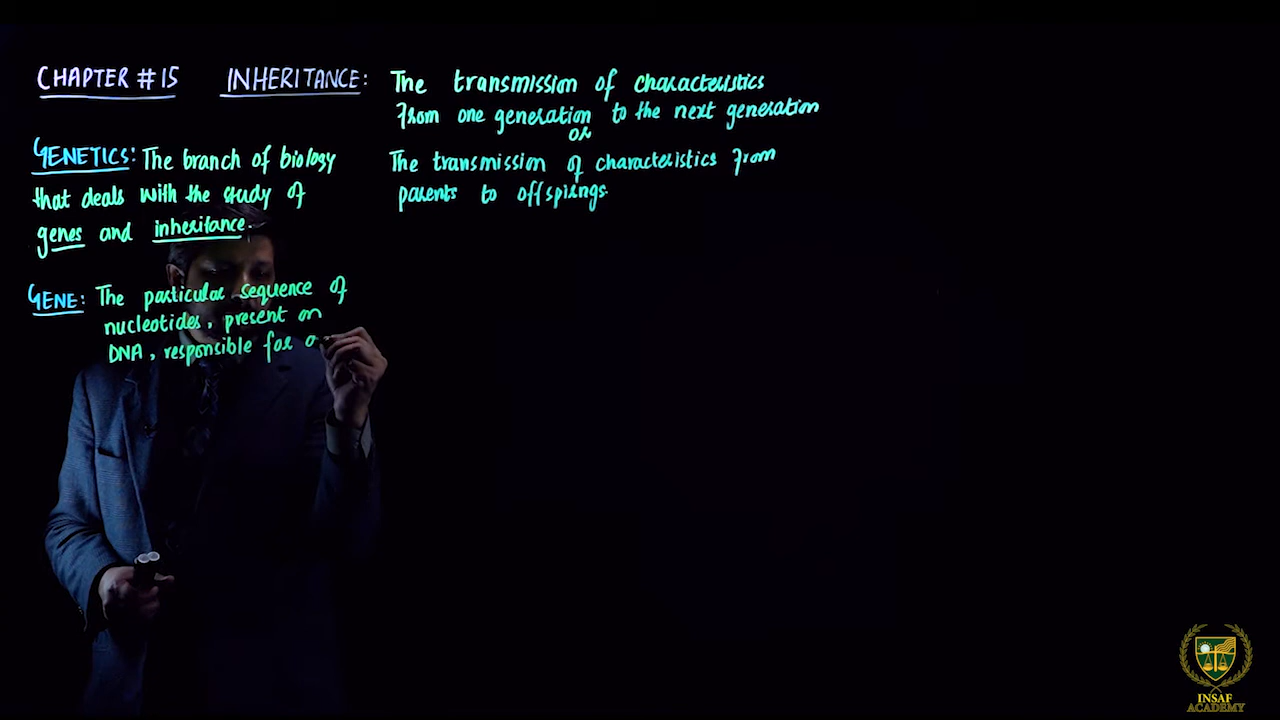 CHAPTER #15
INHERITANCE: The transmission of characteristics
from one generation to the next generation
or
The transmission of characteristics from
parents to offsprings.
GENETICS: The branch of biology
that deals with the study of
genes and inheritance.
GENE: The particular sequence of
nucleotides, present on
DNA, responsible for a
INSAF
ACADEMY